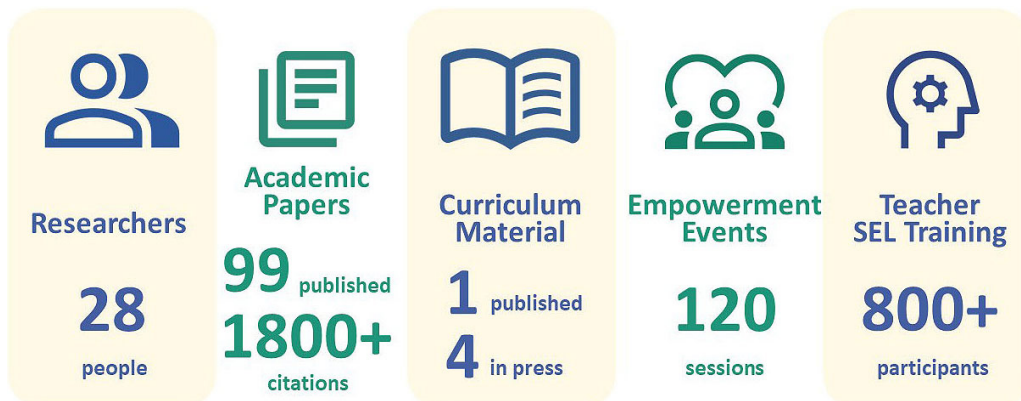 Researchers
28
people
Academic
Papers
99 published
1800+
citations
Curriculum
Material
1 published
4 in press
Empowerment
Events
120
sessions
Teacher
SEL Training
800+
participants